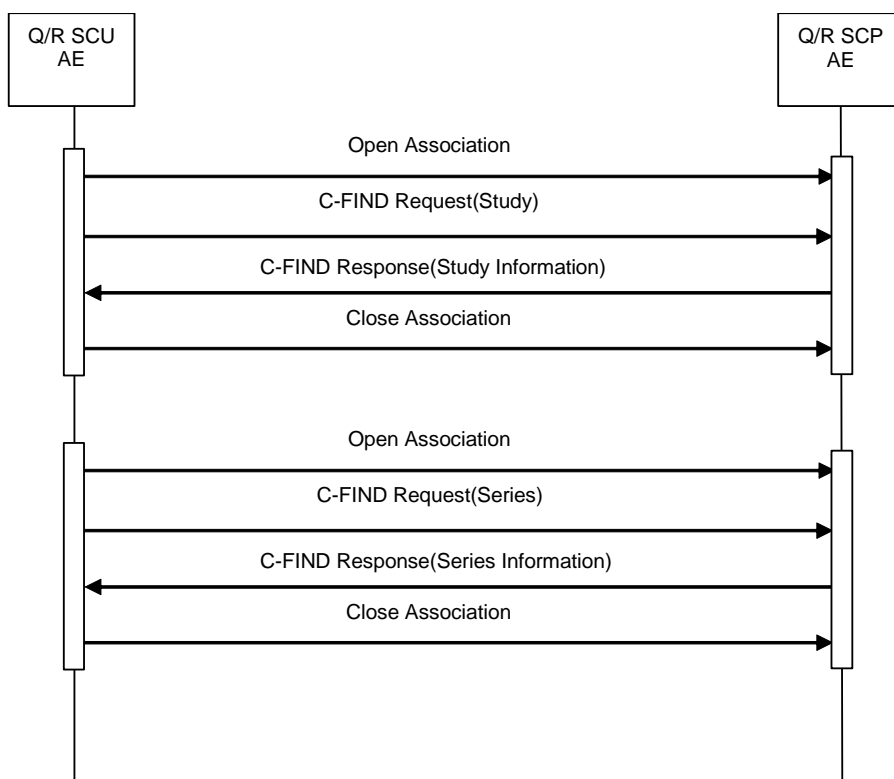 Q/R SCU
AE
Q/R SCP
AE
Open Association
C-FIND Request(Study)
C-FIND Response(Study Information)
Close Association
Open Association
C-FIND Request(Series)
C-FIND Response(Series Information)
Close Association